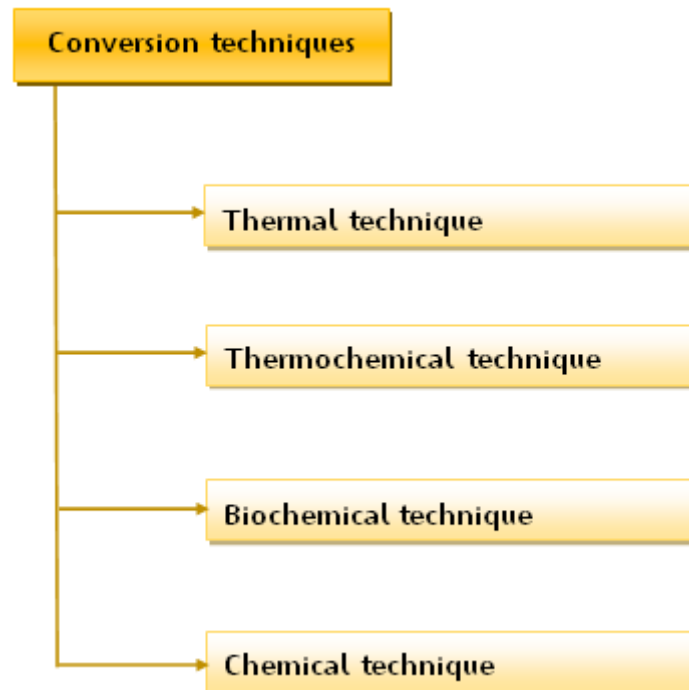 Conversion techniques
Thermal technique
Thermochemical technique
Biochemical technique
Chemical technique